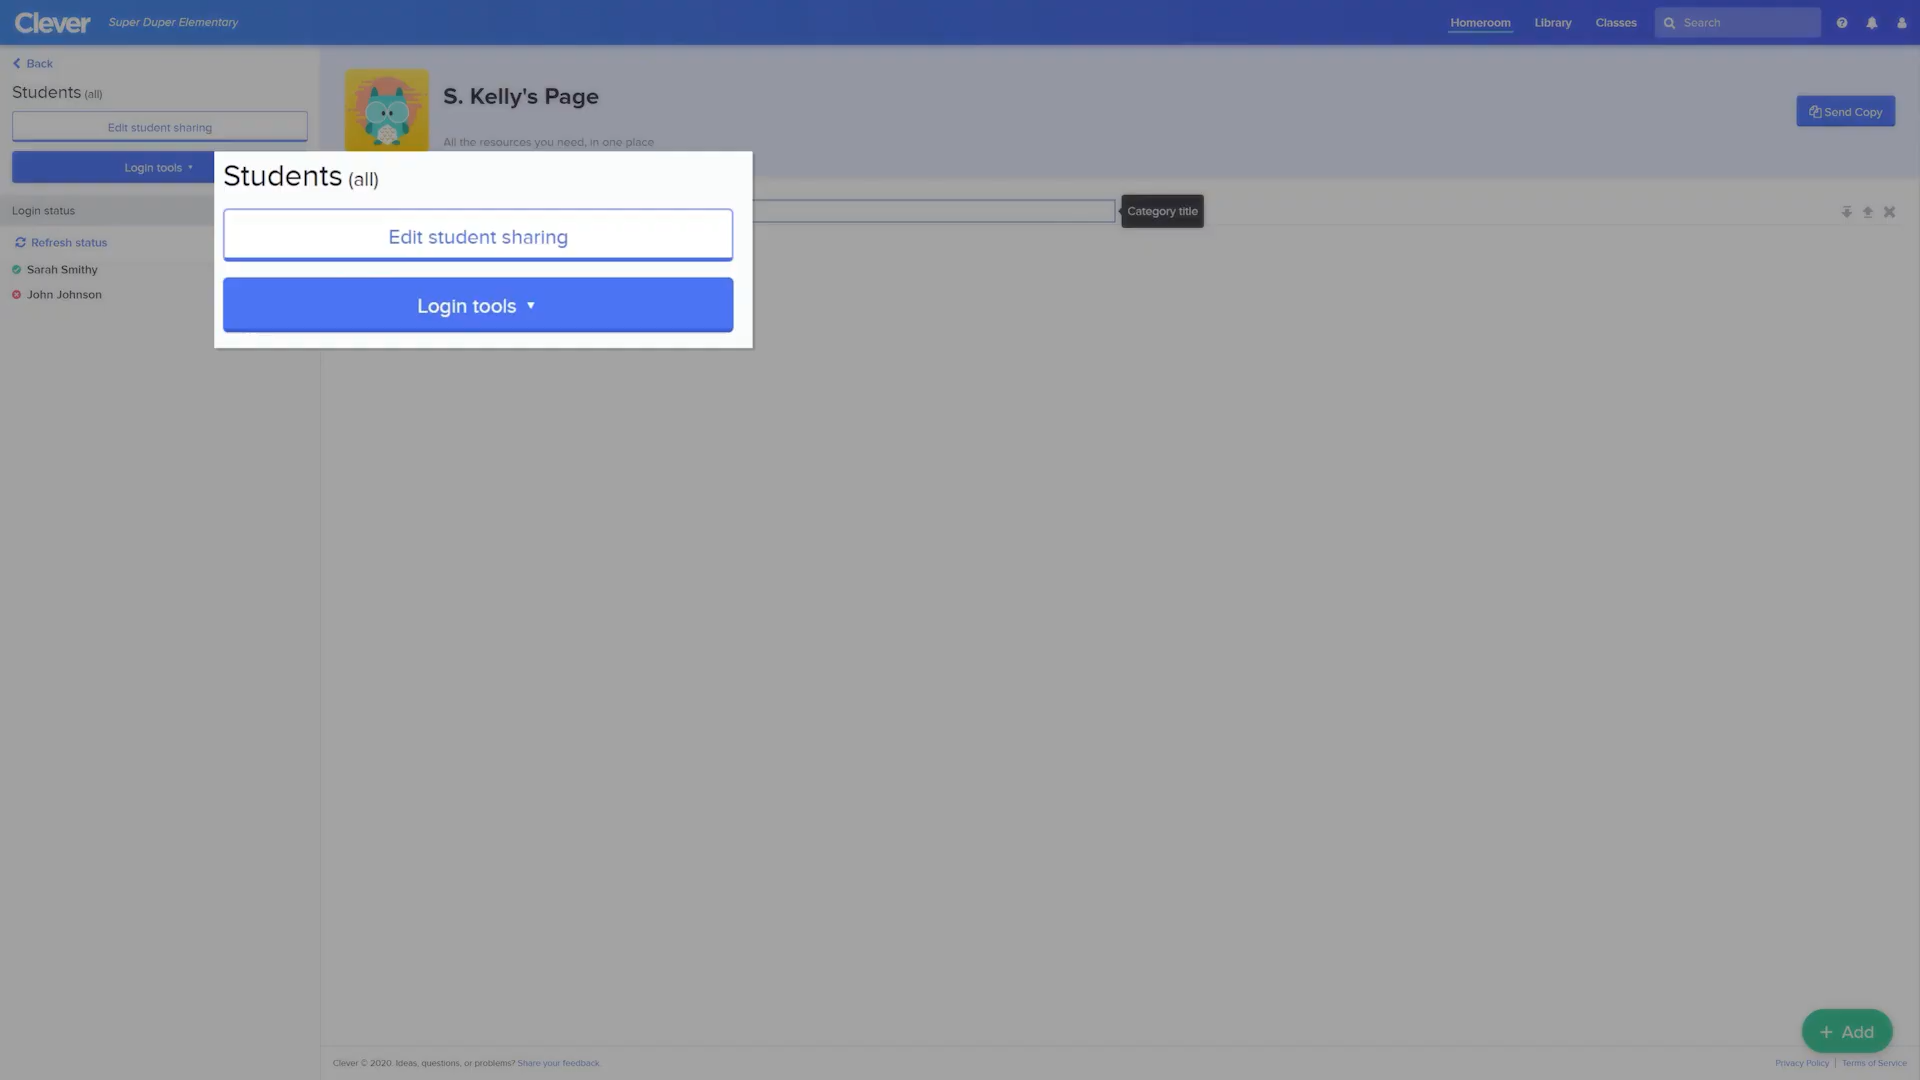 Clever
Super Duper Elementary
Homeroom
Library
Classes
Search
Back
Students (all)
Edit student sharing
Login tools
Login status
Refresh status
Sarah Smithy
John Johnson
S. Kelly's Page
All the resources you need, in one place
Send Copy
Students (all)
Edit student sharing
Login tools
Category title
+ Add
Clever © 2020. Ideas, questions, or problems? Share your feedback.
Privacy Policy | Terms of Service